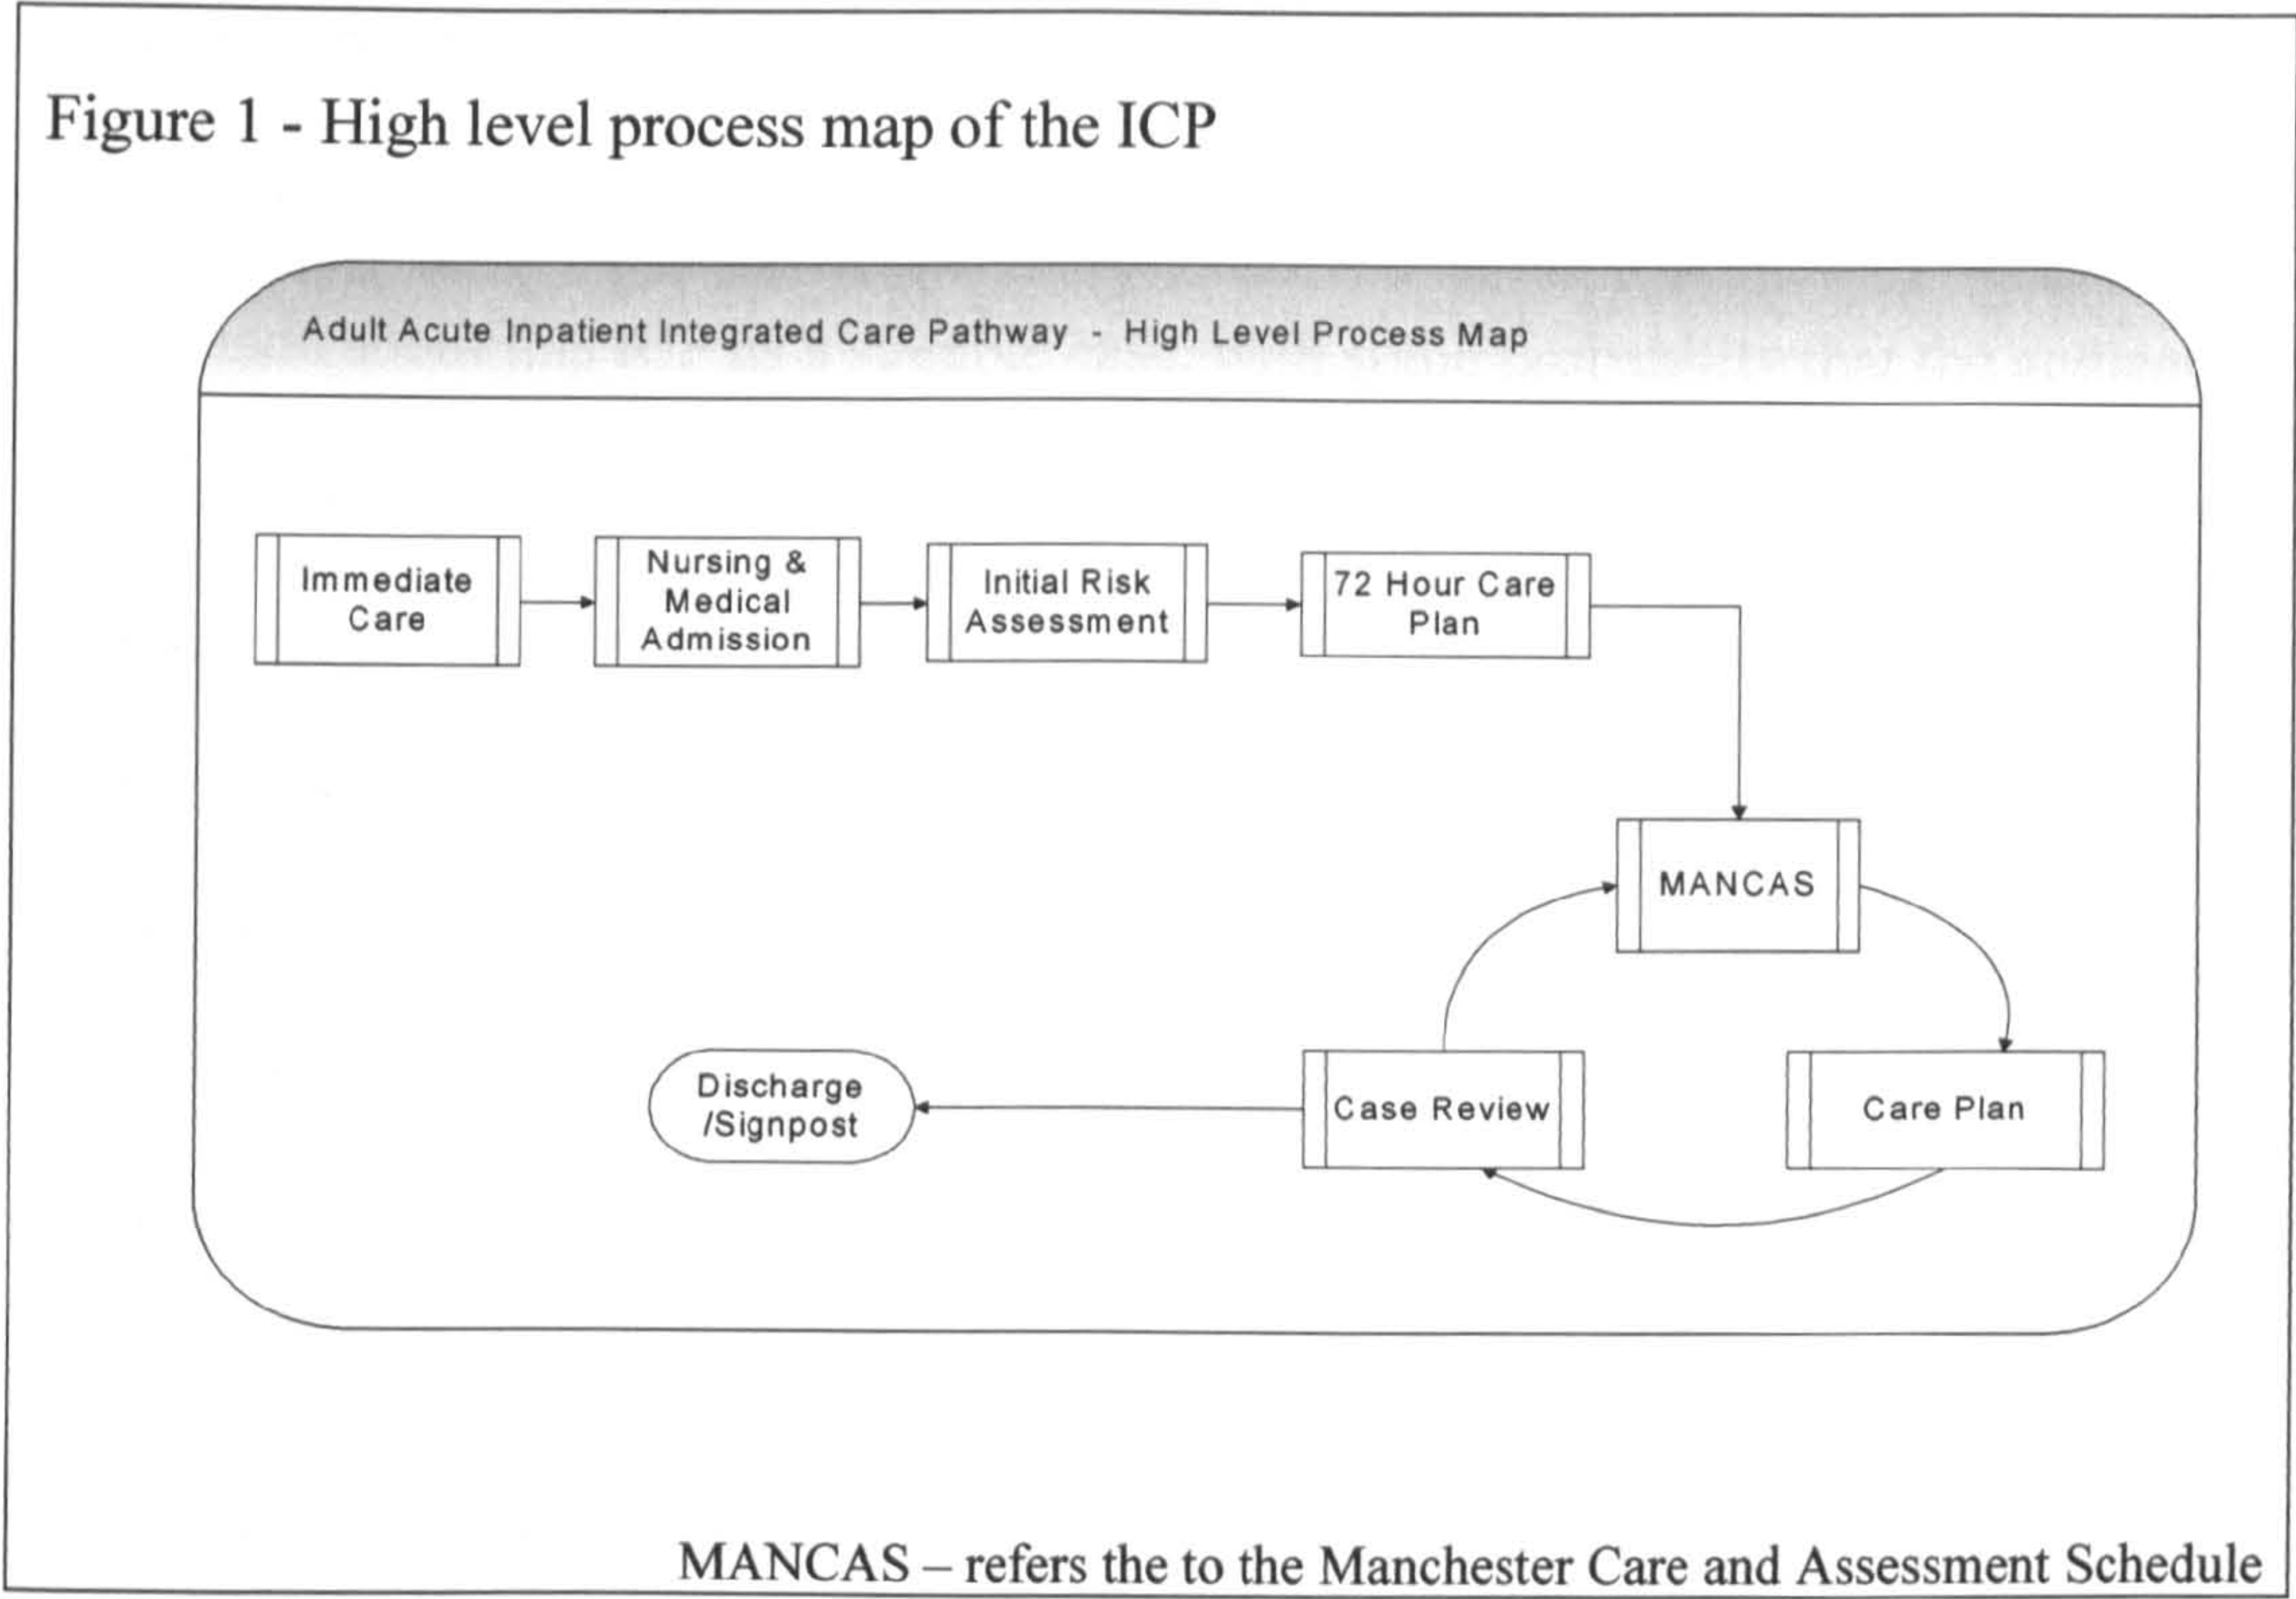 Figure 1 - High level process map of the ICP
Adult Acute Inpatient Integrated Care Pathway - High Level Process Map
Immediate
Care
Nursing &
Medical
Admission
Initial Risk
Assessment
72 Hour Care
Plan
MANCAS
Discharge
/Signpost
Case Review
Care Plan
MANCAS – refers the to the Manchester Care and Assessment Schedule